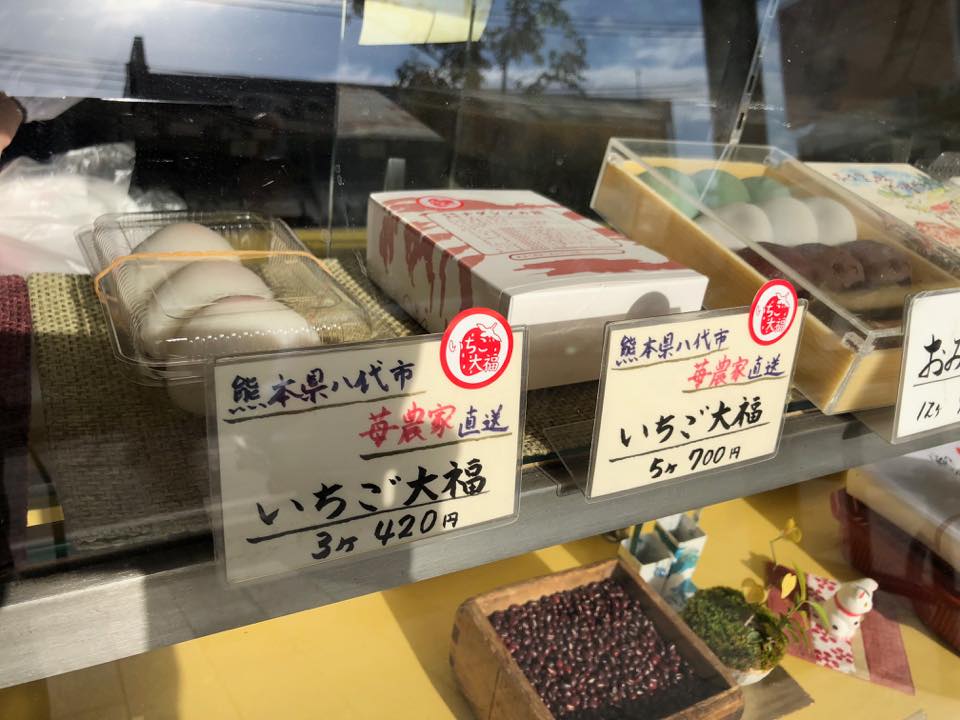 熊本県八代市
苺農家直送
いちご大福
3ヶ 420円
いちご大福
熊本県八代市
苺農家直送
いちご大福
5ヶ 700円
いちご大福
おみ
12ヶ